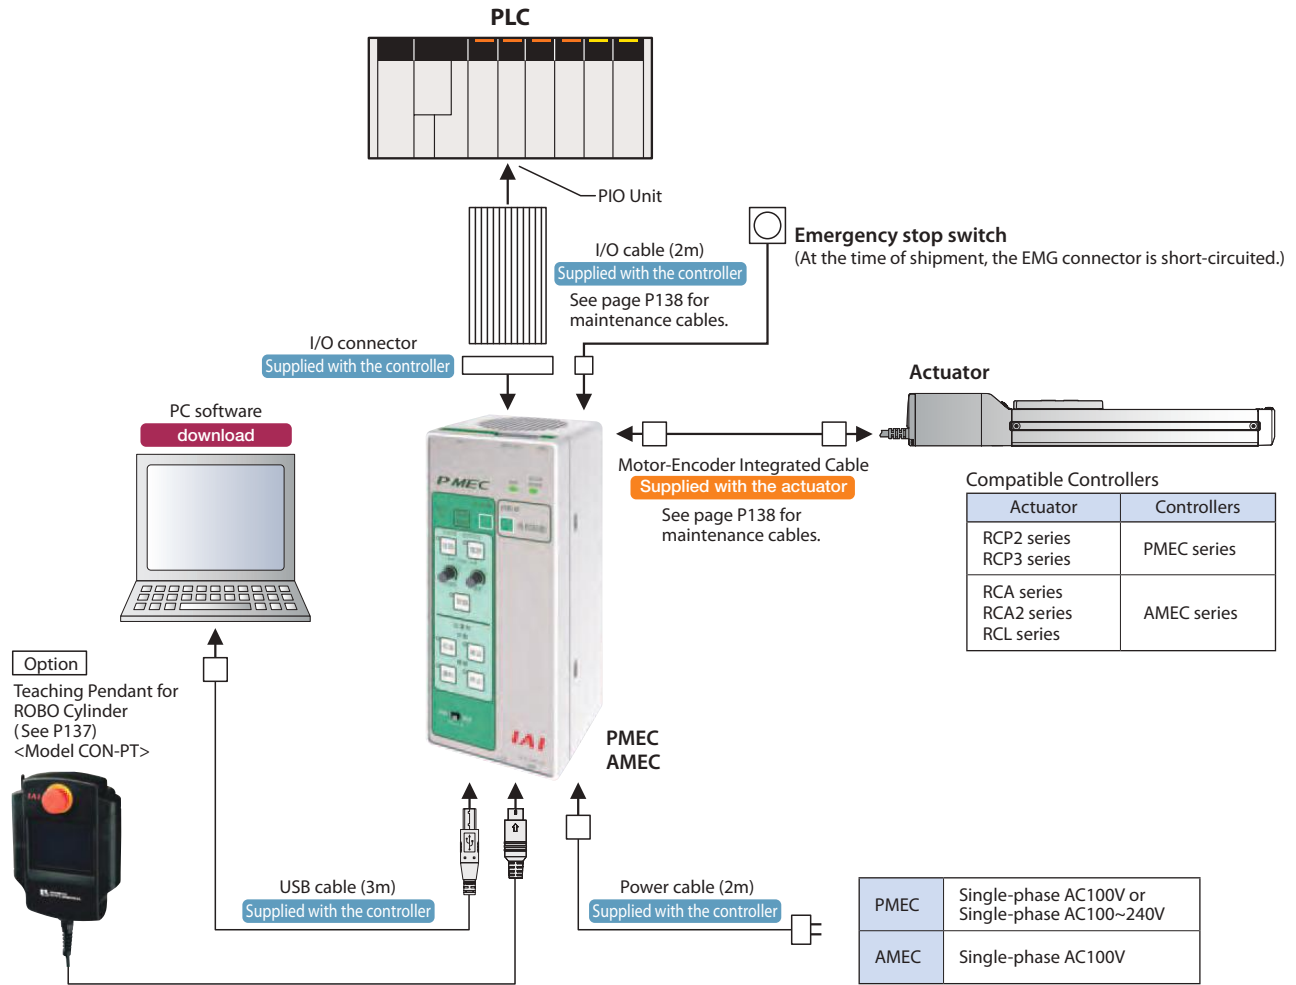 PLC
PIO Unit
I/O cable (2m)
Supplied with the controller
See page P138 for
maintenance cables.
Emergency stop switch
(At the time of shipment, the EMG connector is short-circuited.)
I/O connector
Supplied with the controller
Actuator
PC software
download
Motor-Encoder Integrated Cable
Supplied with the actuator
See page P138 for
maintenance cables.
Compatible Controllers
Actuator Controllers
RCP2 series
RCP3 series
PMEC series
RCA series
RCA2 series
RCL series
AMEC series
PMEC
IAI
Option
Teaching Pendant for
ROBO Cylinder
(See P137)
<Model CON-PT>
IAI
PMEC
AMEC
USB cable (3m)
Supplied with the controller
Power cable (2m)
Supplied with the controller
PMEC
Single-phase AC100V or
Single-phase AC100~240V
AMEC
Single-phase AC100V